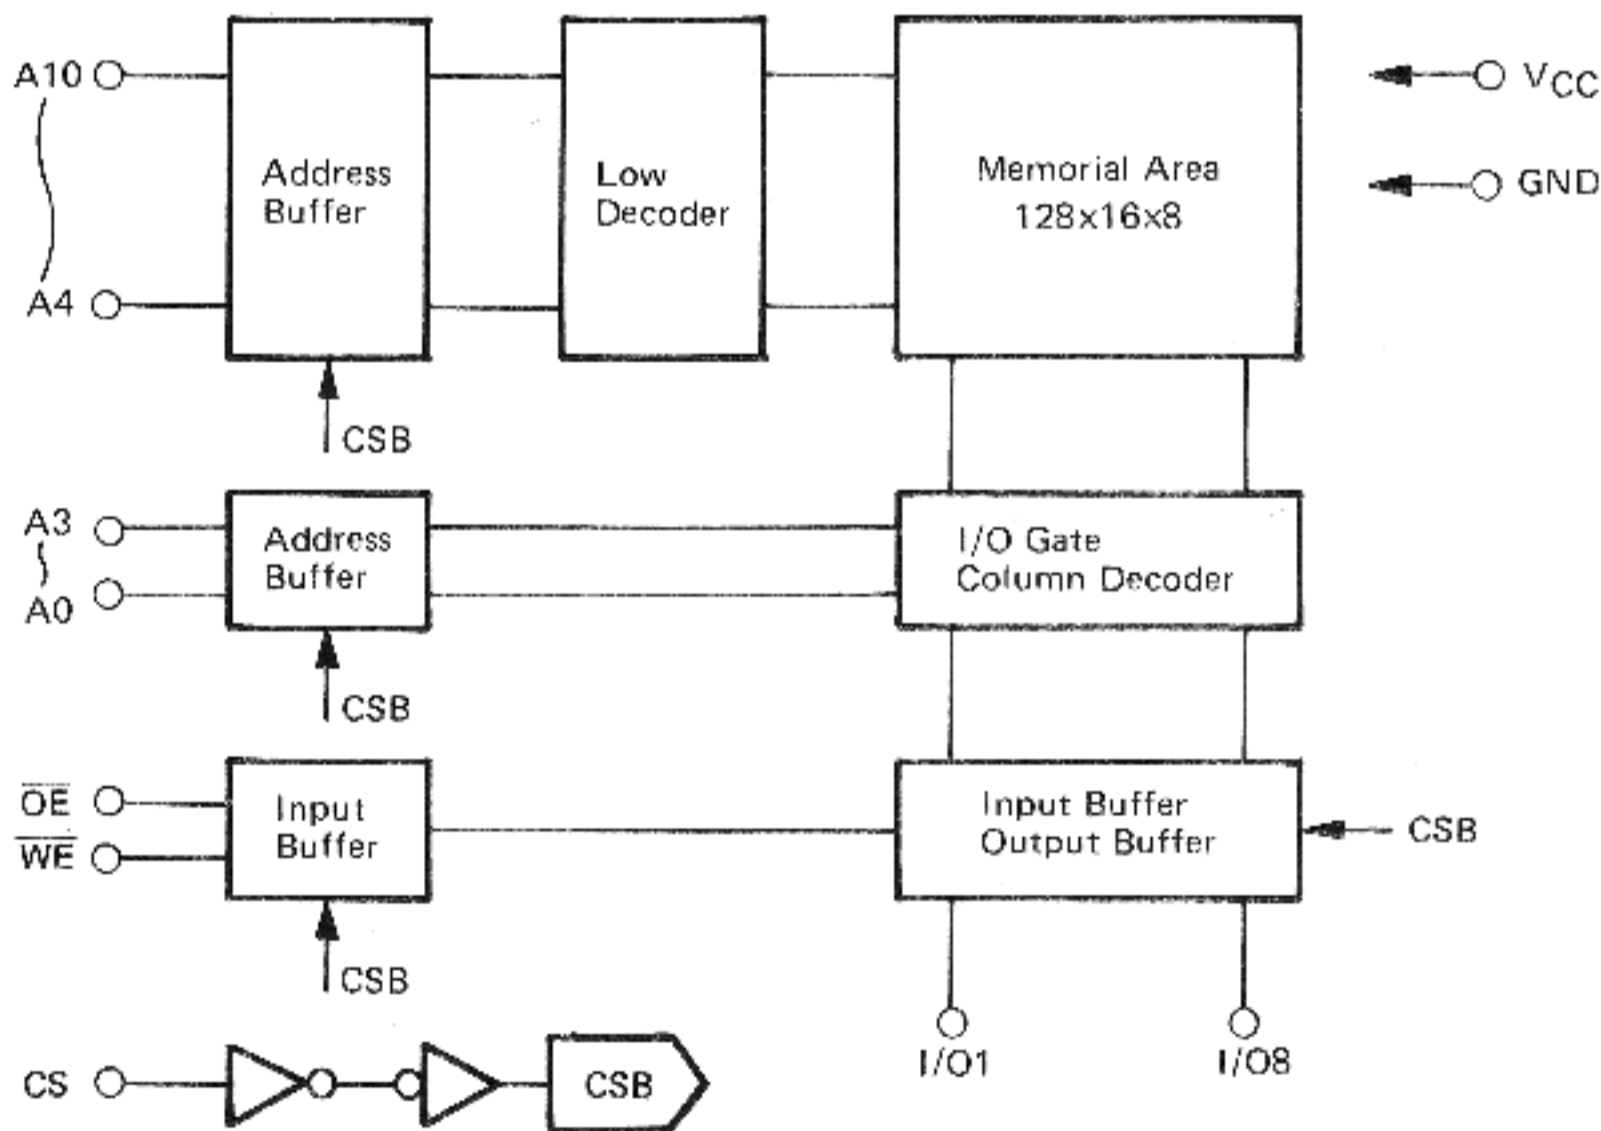 A10
Address
Buffer
Low
Decoder
Memorial Area
128x16x8
VCC
GND
A4
CSB
A3
A0
Address
Buffer
I/O Gate
Column Decoder
CSB
OE
WE
Input
Buffer
Input Buffer
Output Buffer
CSB
CSB
I/O1
I/O8
CS
CSB